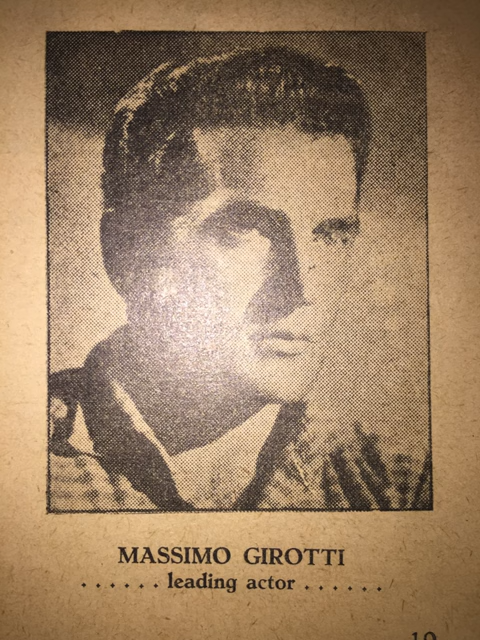 MASSIMO GIROTTI
. . . . . . leading actor . . . . . .